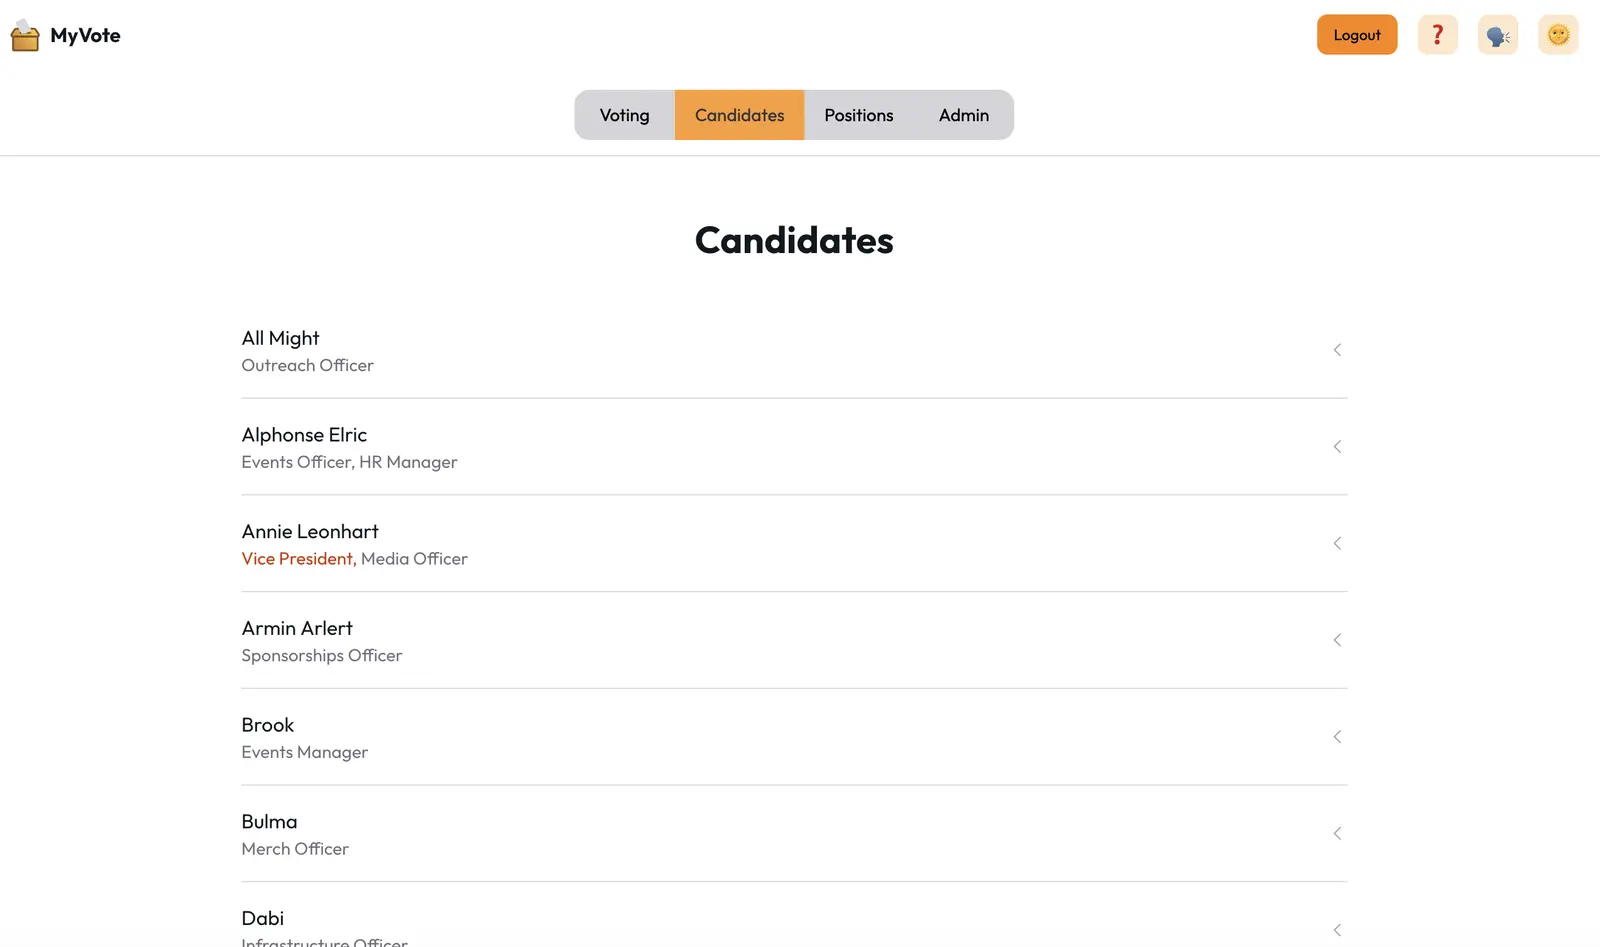 MyVote
Logout
Voting
Candidates
Positions
Admin
Candidates
All Might
Outreach Officer
Alphonse Elric
Events Officer, HR Manager
Annie Leonhart
Vice President, Media Officer
Armin Arlert
Sponsorships Officer
Brook
Events Manager
Bulma
Merch Officer
Dabi
Infrastructure Officer